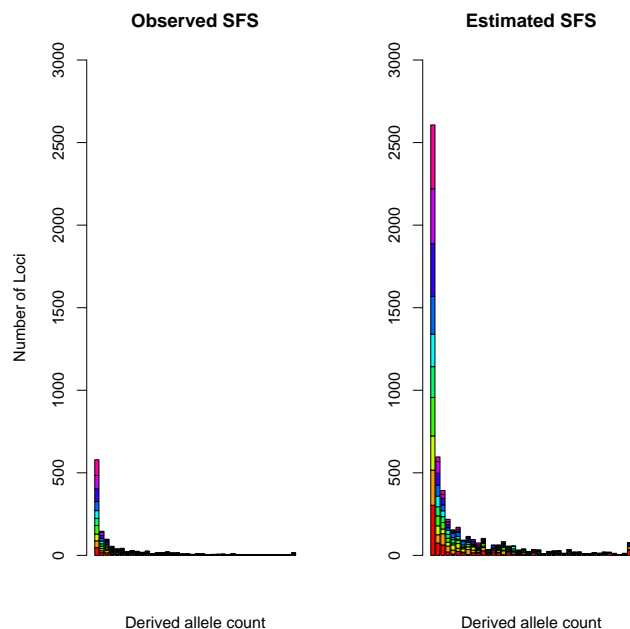 Observed SFS
Number of Loci
3000
2500
2000
1500
1000
500
0
Derived allele count
Estimated SFS
3000
2500
2000
1500
1000
500
0
Derived allele count